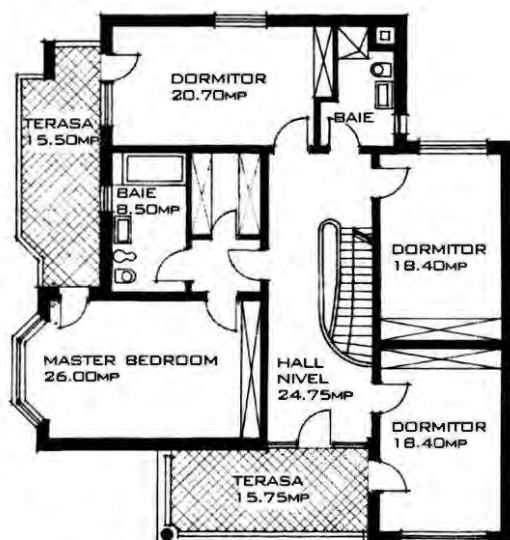 DORMITOR
20.70MP
BAIE
TERASA
15.50MP
BAIE
8.50MP
DORMITOR
18.40MP
MASTER BEDROOM
26.00MP
HALL
NIVEL
24.75MP
DORMITOR
18.40MP
TERASA
15.75MP